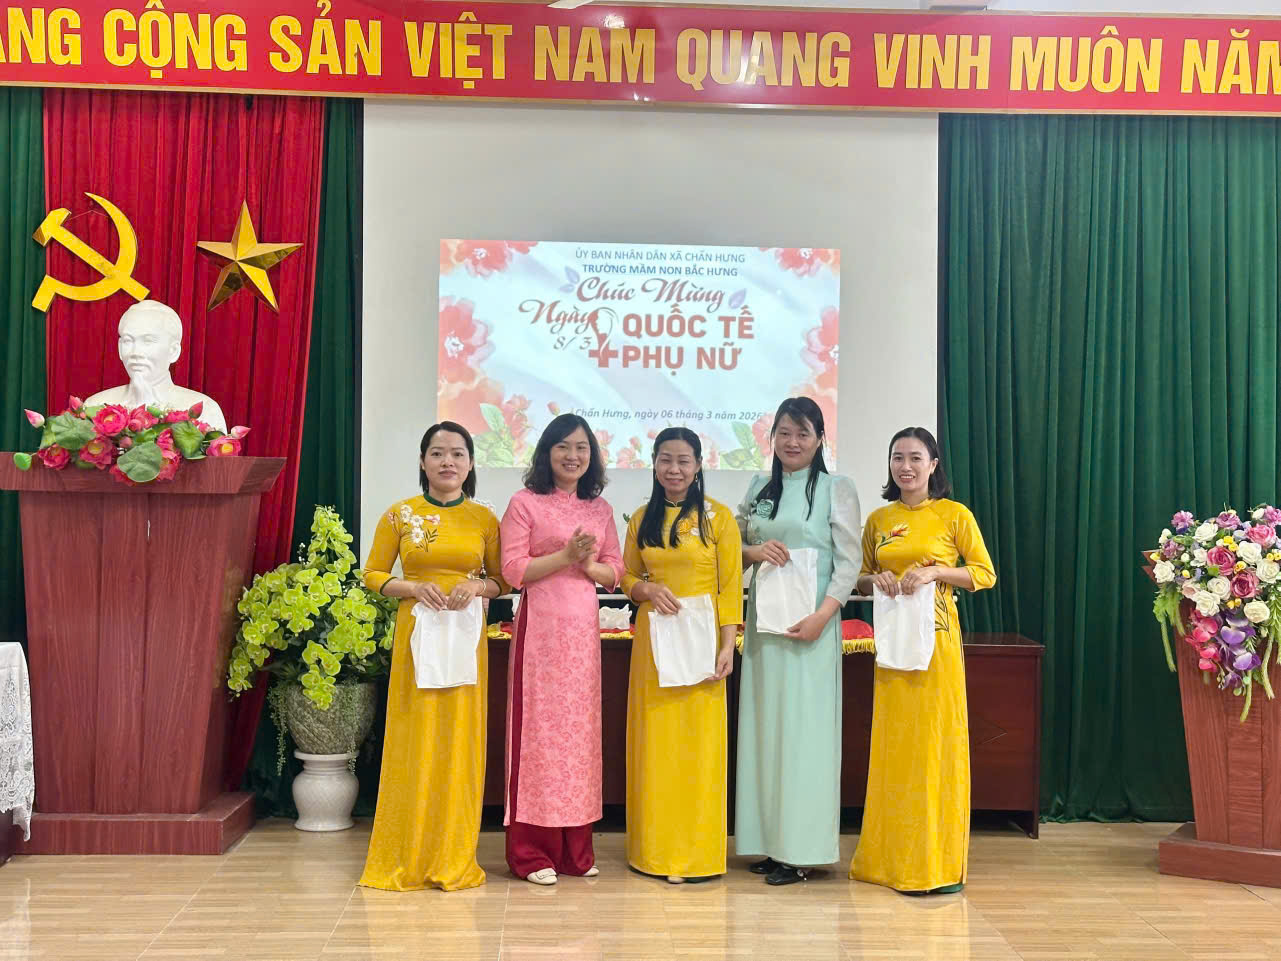 ẢNG CỘNG SẢN VIỆT NAM QUANG VINH MUÔN NĂM
ỦY BAN NHÂN DÂN XÃ CHẤN HƯNG
TRƯỜNG MẦM NON BẮC HƯNG
Chúc Mừng
Ngày
8/3
QUỐC TẾ
PHỤ NỮ
Chấn Hưng, ngày 06 tháng 3 năm 2026